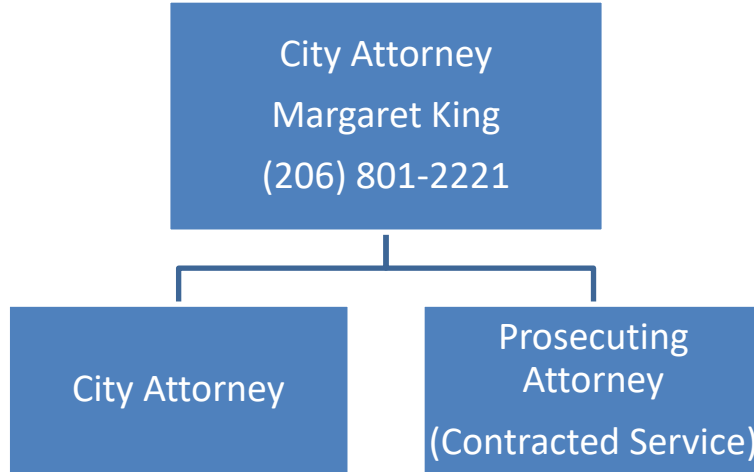 City Attorney
Margaret King
(206) 801-2221
City Attorney
Prosecuting
Attorney
(Contracted Service)